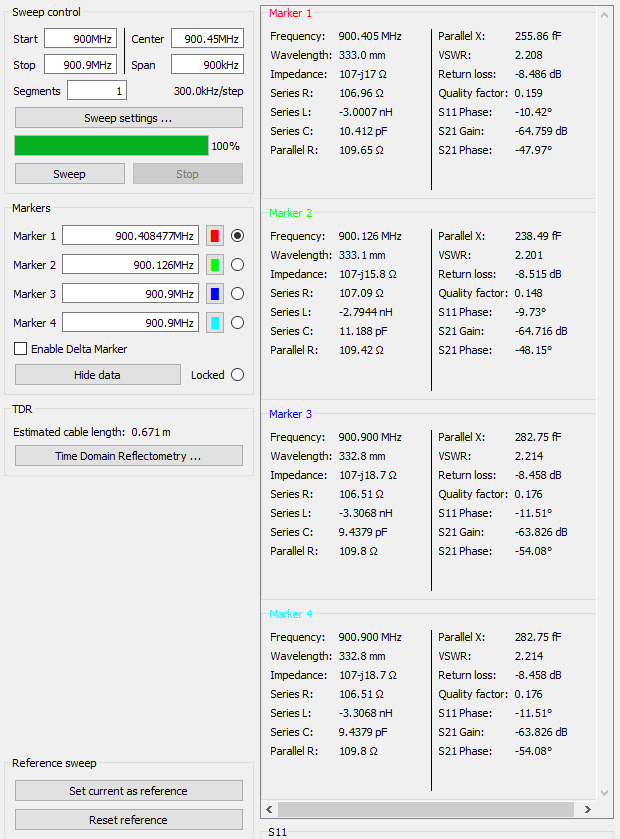 Sweep control
Start 900MHz Center 900.45MHz
Stop 900.9MHz Span 900kHz
Segments 1 300.0kHz/step
Sweep settings ...
100%
Sweep Stop
Markers
Marker 1 900.408477MHz
Marker 2 900.126MHz
Marker 3 900.9MHz
Marker 4 900.9MHz
Enable Delta Marker
Hide data Locked
TDR
Estimated cable length: 0.671 m
Time Domain Reflectometry ...
Reference sweep
Set current as reference
Reset reference
Marker 1
Frequency: 900.405 MHz Parallel X: 255.86 fF
Wavelength: 333.0 mm VSWR: 2.208
Impedance: 107-j17 Ω Return loss: -8.486 dB
Series R: 106.96 Ω Quality factor: 0.159
Series L: -3.0007 nH S11 Phase: -10.42°
Series C: 10.412 pF S21 Gain: -64.759 dB
Parallel R: 109.65 Ω S21 Phase: -47.97°
Marker 2
Frequency: 900.126 MHz Parallel X: 238.49 fF
Wavelength: 333.1 mm VSWR: 2.201
Impedance: 107-j15.8 Ω Return loss: -8.515 dB
Series R: 107.09 Ω Quality factor: 0.148
Series L: -2.7944 nH S11 Phase: -9.73°
Series C: 11.188 pF S21 Gain: -64.716 dB
Parallel R: 109.42 Ω S21 Phase: -48.15°
Marker 3
Frequency: 900.900 MHz Parallel X: 282.75 fF
Wavelength: 332.8 mm VSWR: 2.214
Impedance: 107-j18.7 Ω Return loss: -8.458 dB
Series R: 106.51 Ω Quality factor: 0.176
Series L: -3.3068 nH S11 Phase: -11.51°
Series C: 9.4379 pF S21 Gain: -63.826 dB
Parallel R: 109.8 Ω S21 Phase: -54.08°
Marker 4
Frequency: 900.900 MHz Parallel X: 282.75 fF
Wavelength: 332.8 mm VSWR: 2.214
Impedance: 107-j18.7 Ω Return loss: -8.458 dB
Series R: 106.51 Ω Quality factor: 0.176
Series L: -3.3068 nH S11 Phase: -11.51°
Series C: 9.4379 pF S21 Gain: -63.826 dB
Parallel R: 109.8 Ω S21 Phase: -54.08°
S11